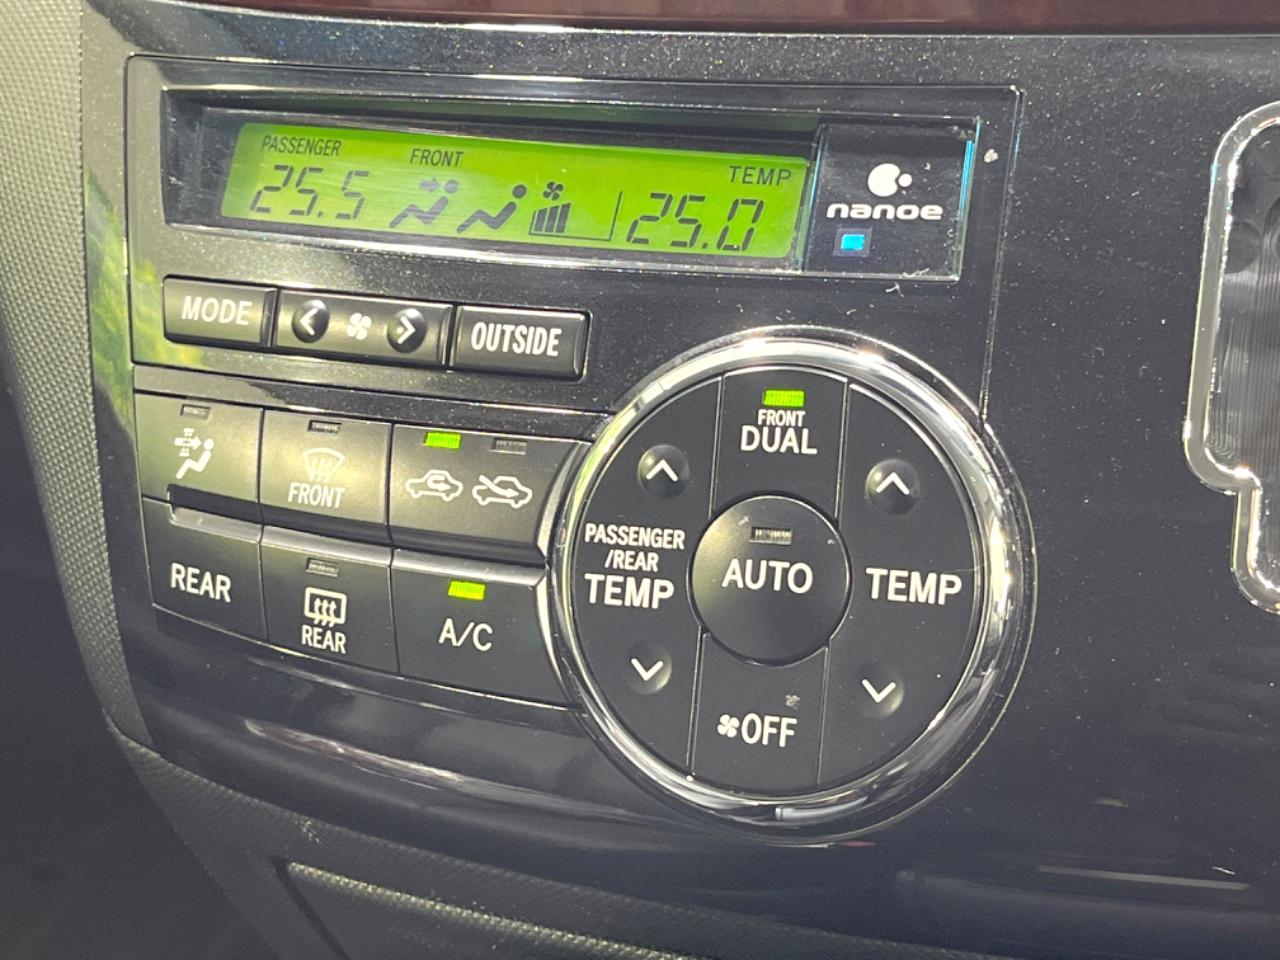 PASSENGER
FRONT
TEMP
25.5
25.0
nanoe
MODE
OUTSIDE
FRONT
REAR
REAR
A/C
FRONT
DUAL
PASSENGER
/REAR
TEMP
AUTO
TEMP
OFF